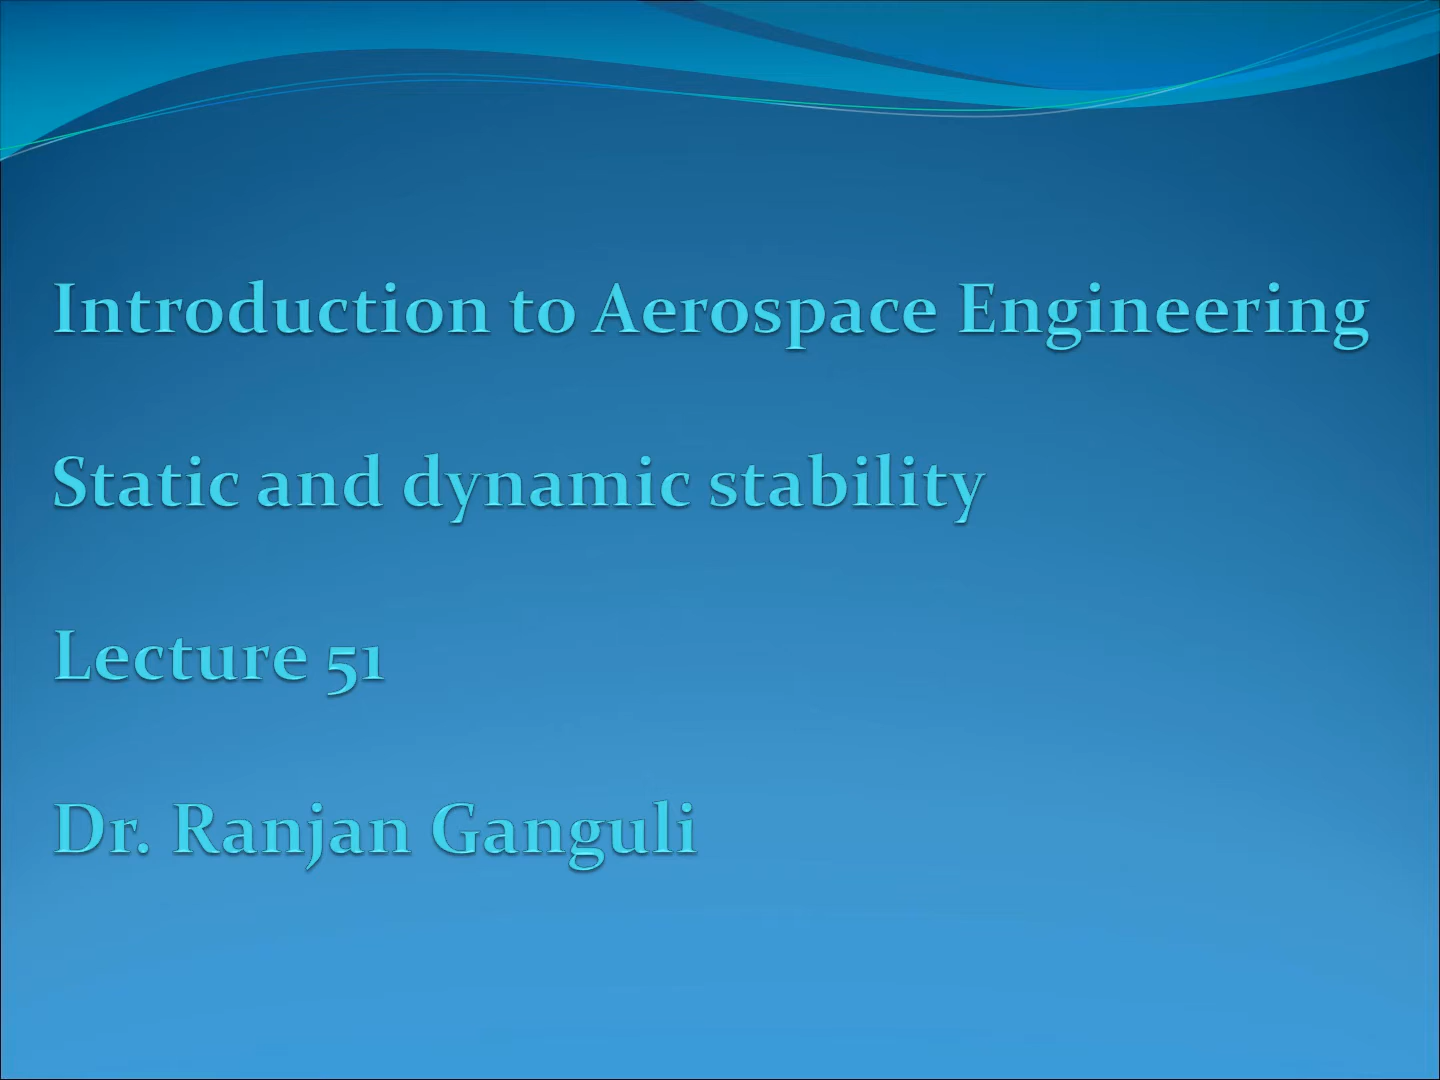 Introduction to Aerospace Engineering
Static and dynamic stability
Lecture 51
Dr. Ranjan Ganguli